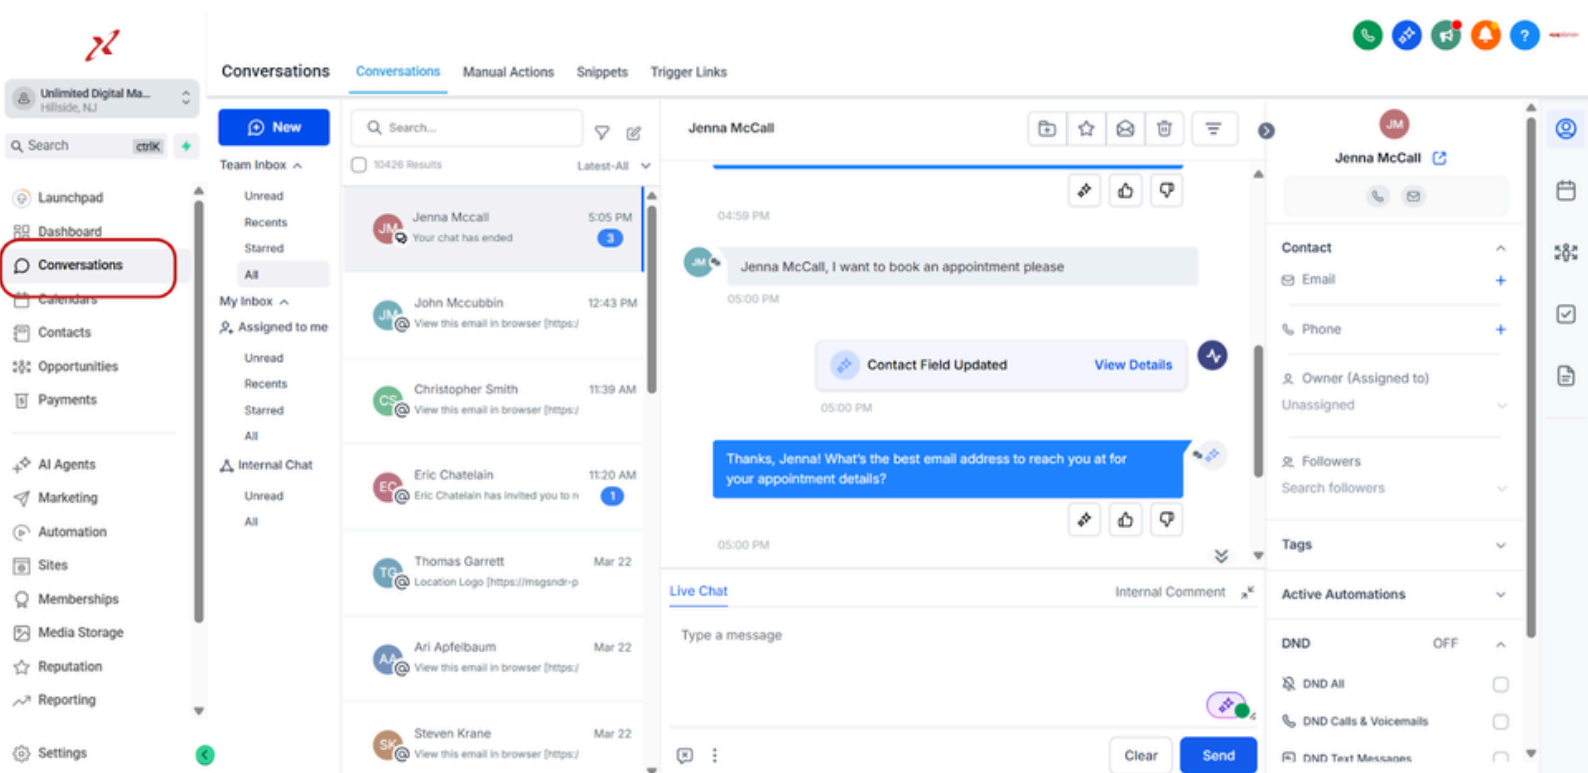 Unlimited Digital Ma...
Hillside, NJ
Search ctrlK
Launchpad
Dashboard
Conversations
Calendars
Contacts
Opportunities
Payments
AI Agents
Marketing
Automation
Sites
Memberships
Media Storage
Reputation
Reporting
Settings
Conversations
Conversations Manual Actions Snippets Trigger Links
?
New
Team Inbox
Unread
Recents
Starred
All
My Inbox
Assigned to me
Unread
Recents
Starred
All
Internal Chat
Unread
All
Search...
10426 Results Latest-All
JM Jenna Mccall 5:05 PM
Your chat has ended 3
JM John Mccubbin 12:43 PM
View this email in browser [https:/
CS Christopher Smith 11:39 AM
View this email in browser [https:/
EC Eric Chatelain 11:20 AM
Eric Chatelain has invited you to n 1
TG Thomas Garrett Mar 22
Location Logo [https://msgsndr-p
AA Ari Apfelbaum Mar 22
View this email in browser [https:/
SK Steven Krane Mar 22
View this email in browser [https:/
Jenna McCall
04:59 PM
JM Jenna McCall, I want to book an appointment please
05:00 PM
Contact Field Updated View Details
05:00 PM
Thanks, Jenna! What's the best email address to reach you at for
your appointment details?
05:00 PM
Live Chat Internal Comment
Type a message
Clear Send
JM
Jenna McCall
Contact
Email +
Phone +
Owner (Assigned to)
Unassigned
Followers
Search followers
Tags
Active Automations
DND OFF
DND All
DND Calls & Voicemails
DND Text Messages